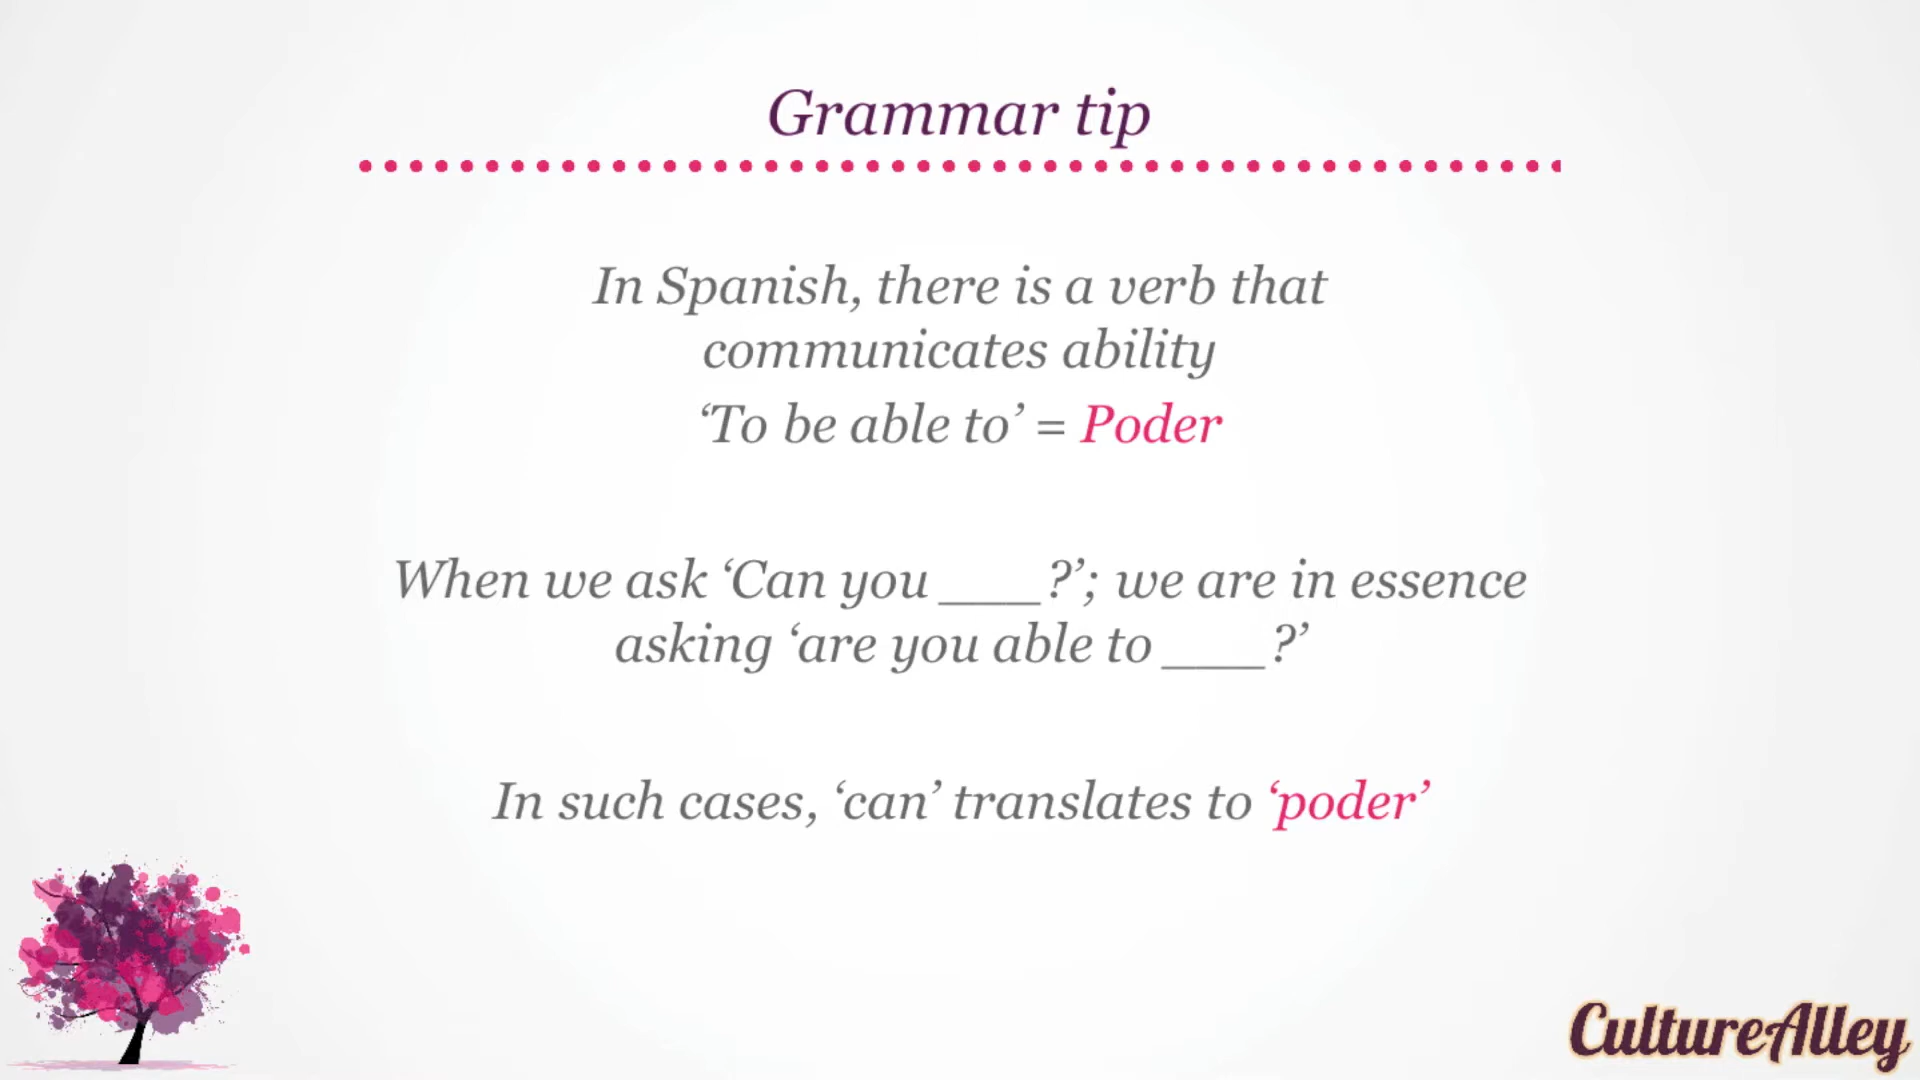 Grammar tip
In Spanish, there is a verb that
communicates ability
‘To be able to’ = Poder
When we ask ‘Can you ____?’; we are in essence
asking ‘are you able to ____?’
In such cases, ‘can’ translates to ‘poder’
CultureAlley